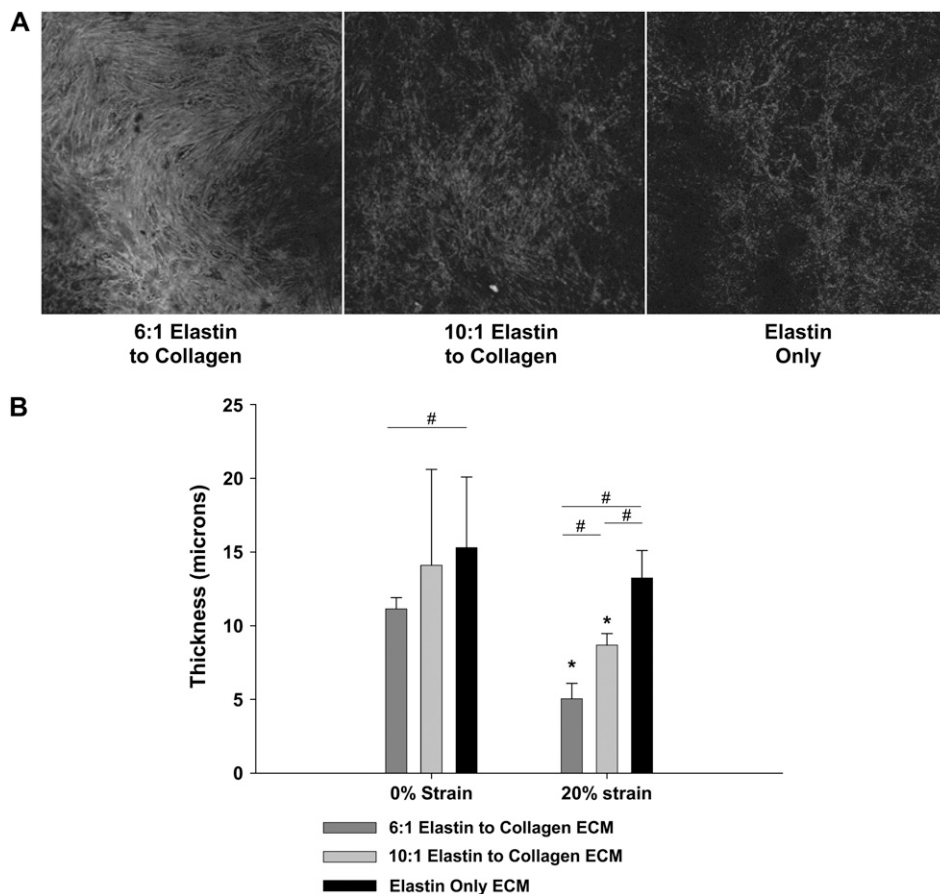 A
6:1 Elastin
to Collagen
10:1 Elastin
to Collagen
Elastin
Only
B
Thickness (microns)
25
20
15
10
5
0
#
#
#
#
*
*
0% Strain
20% strain
6:1 Elastin to Collagen ECM
10:1 Elastin to Collagen ECM
Elastin Only ECM